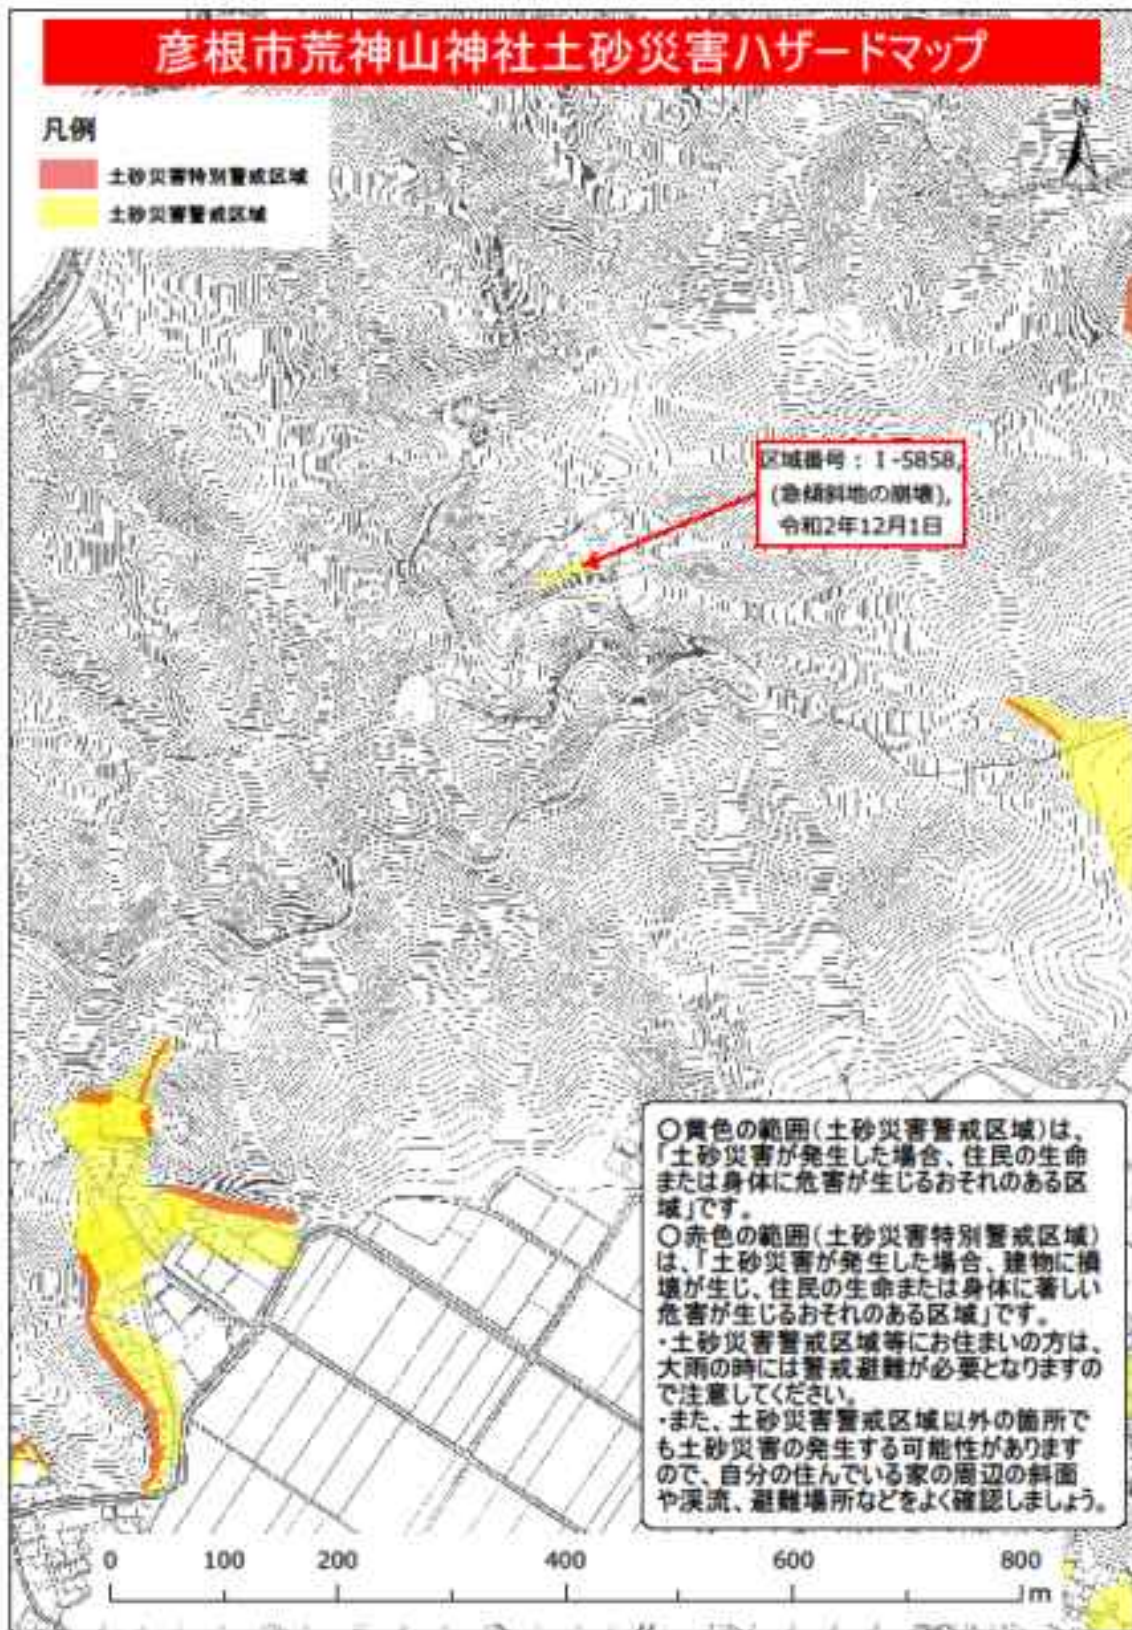 彦根市荒神山神社土砂災害ハザードマップ
凡例
土砂災害特別警戒区域
土砂災害警戒区域
N
区域番号：Ⅰ-5858,
(急傾斜地の崩壊),
令和2年12月1日
○黄色の範囲(土砂災害警戒区域)は、
「土砂災害が発生した場合、住民の生命
または身体に危害が生じるおそれのある区
域」です。
○赤色の範囲(土砂災害特別警戒区域)
は、「土砂災害が発生した場合、建物に損
壊が生じ、住民の生命または身体に著しい
危害が生じるおそれのある区域」です。
・土砂災害警戒区域等にお住まいの方は、
大雨の時には警戒避難が必要となりますの
で注意してください。
・また、土砂災害警戒区域以外の箇所で
も土砂災害の発生する可能性があります
ので、自分の住んでいる家の周辺の斜面
や渓流、避難場所などをよく確認しましょう。
0 100 200 400 600 800
m